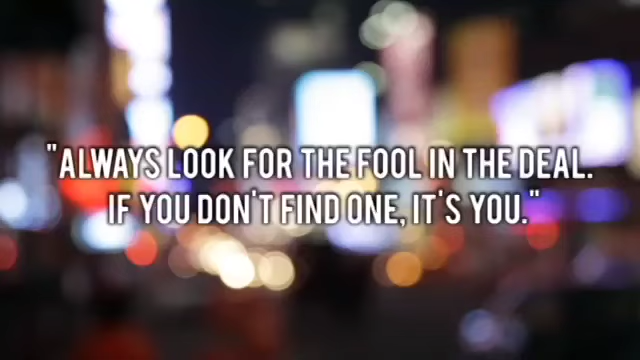 "ALWAYS LOOK FOR THE FOOL IN THE DEAL.
IF YOU DON'T FIND ONE, IT'S YOU."